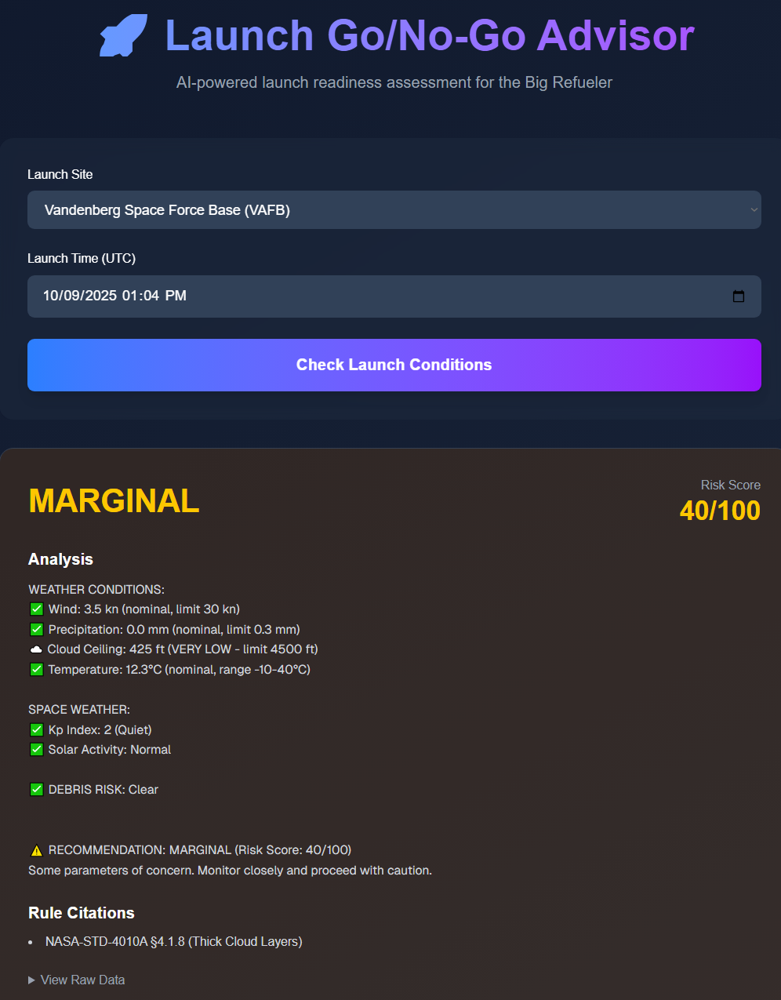 Launch Go/No-Go Advisor
AI-powered launch readiness assessment for the Big Refueler
Launch Site
Vandenberg Space Force Base (VAFB)
Launch Time (UTC)
10/09/2025 01:04 PM
Check Launch Conditions
MARGINAL
Risk Score
40/100
Analysis
WEATHER CONDITIONS:
✅ Wind: 3.5 kn (nominal, limit 30 kn)
✅ Precipitation: 0.0 mm (nominal, limit 0.3 mm)
☁️ Cloud Ceiling: 425 ft (VERY LOW - limit 4500 ft)
✅ Temperature: 12.3°C (nominal, range -10-40°C)
SPACE WEATHER:
✅ Kp Index: 2 (Quiet)
✅ Solar Activity: Normal
✅ DEBRIS RISK: Clear
⚠️ RECOMMENDATION: MARGINAL (Risk Score: 40/100)
Some parameters of concern. Monitor closely and proceed with caution.
Rule Citations
• NASA-STD-4010A §4.1.8 (Thick Cloud Layers)
▶ View Raw Data